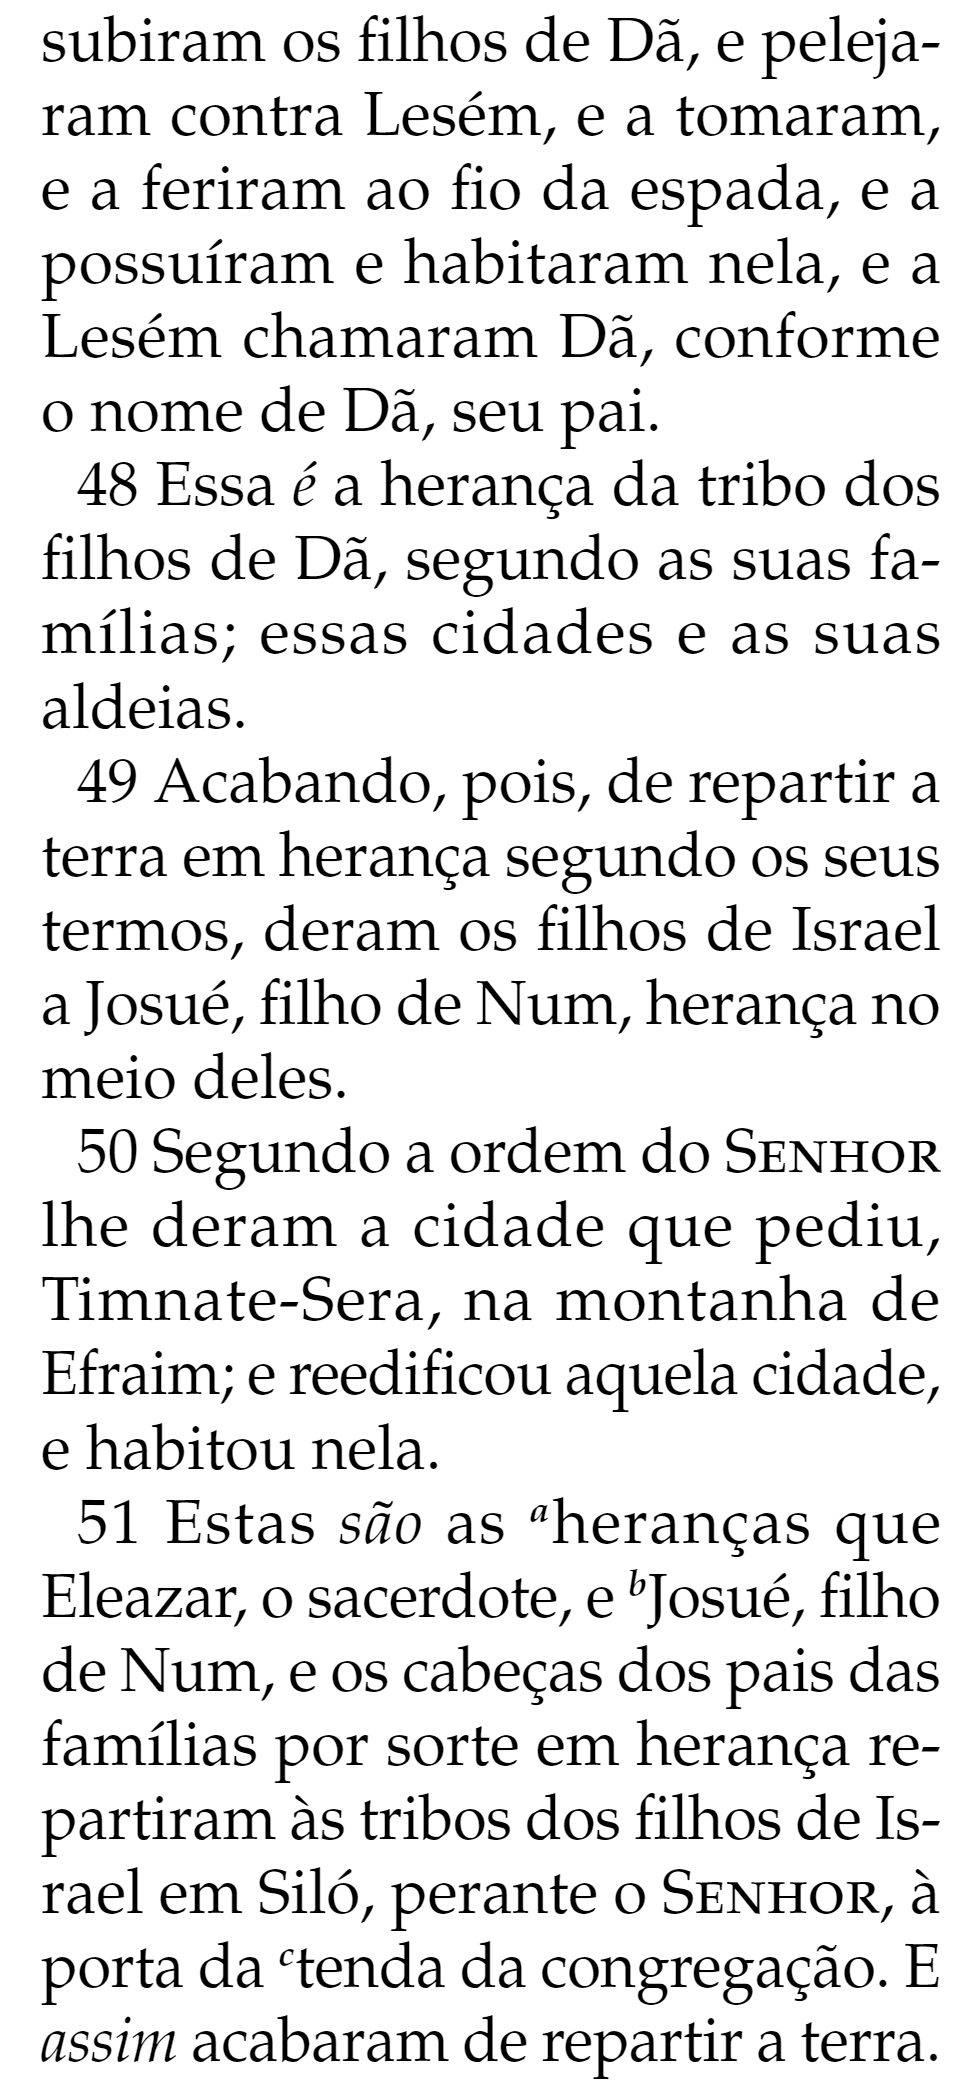 subiram os filhos de Dã, e peleja-
ram contra Lesém, e a tomaram,
e a feriram ao fio da espada, e a
possuíram e habitaram nela, e a
Lesém chamaram Dã, conforme
o nome de Dã, seu pai.
48 Essa é a herança da tribo dos
filhos de Dã, segundo as suas fa-
mílias; essas cidades e as suas
aldeias.
49 Acabando, pois, de repartir a
terra em herança segundo os seus
termos, deram os filhos de Israel
a Josué, filho de Num, herança no
meio deles.
50 Segundo a ordem do SENHOR
lhe deram a cidade que pediu,
Timnate-Sera, na montanha de
Efraim; e reedificou aquela cidade,
e habitou nela.
51 Estas são as aheranças que
Eleazar, o sacerdote, e bJosué, filho
de Num, e os cabeças dos pais das
famílias por sorte em herança re-
partiram às tribos dos filhos de Is-
rael em Siló, perante o SENHOR, à
porta da ctenda da congregação. E
assim acabaram de repartir a terra.